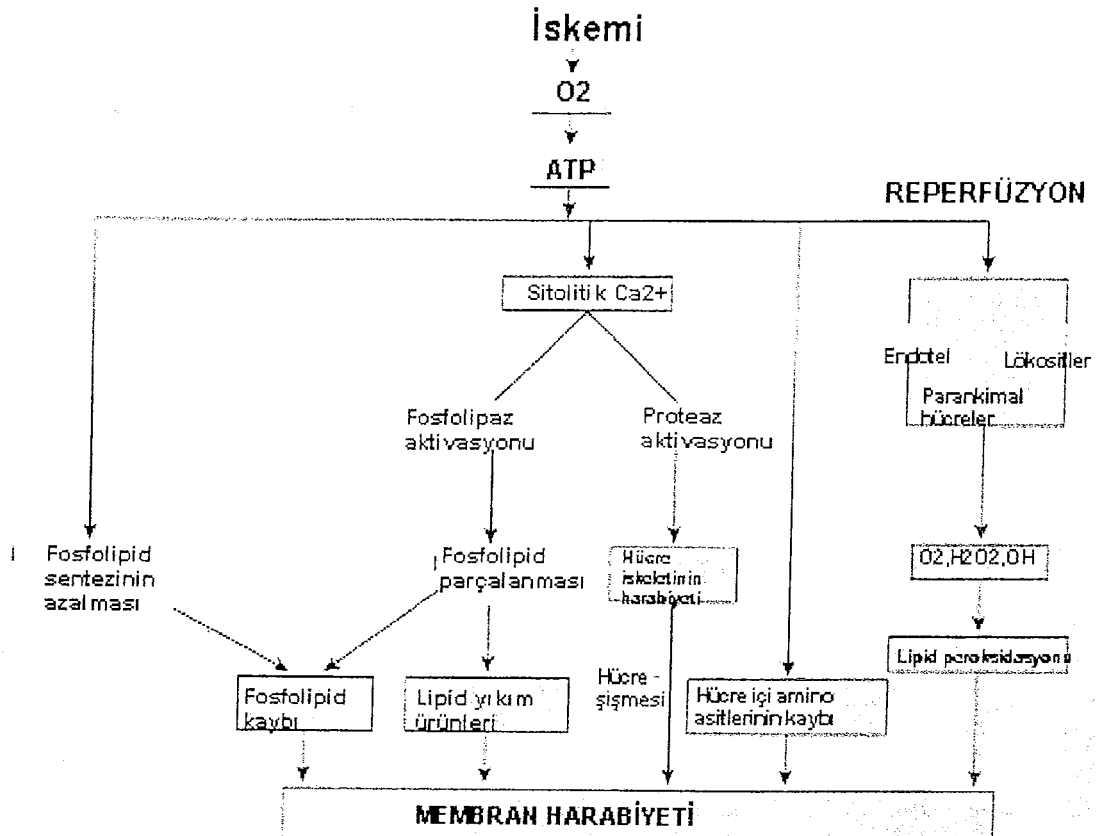 İskemi
O2
ATP
REPERFÜZYON
Sitolitik Ca2+
Endotel
Lökositler
Parankimal
hücreler
Fosfolipaz
aktivasyonu
Proteaz
aktivasyonu
Fosfolipid
sentezinin
azalması
Fosfolipid
parçalanması
Hücre
iskeletinin
harabiyeti
O2,H2O2,OH
Lipid peroksidasyonu
Fosfolipid
kaybı
Lipid yıkım
ürünleri
Hücre -
şişmesi
Hücre içi amino
asitlerinin kaybı
MEMBRAN HARABİYETİ